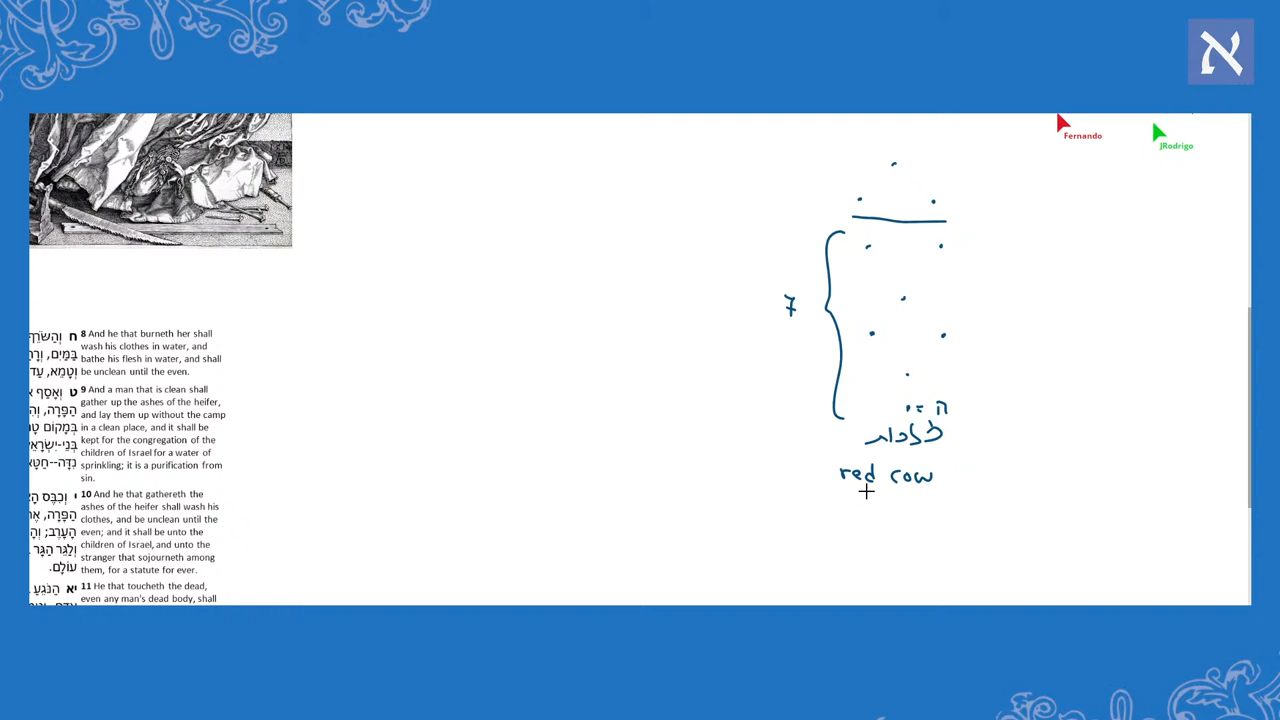 א
Fernando
JRodrigo
7
= ה
מלכות
red cow
ח וְהַשֹּׂרֵף
בַּמַּיִם, וְרָחַ
וְטָמֵא, עַד
8 And he that burneth her shall
wash his clothes in water, and
bathe his flesh in water, and shall
be unclean until the even.
ט וְאָסַף א
הַפָּרָה, וְהִ
בְּמָקוֹם טָ
בְּנֵי-יִשְׂרָאֵ
נִדָּה--חַטָּא
9 And a man that is clean shall
gather up the ashes of the heifer,
and lay them up without the camp
in a clean place, and it shall be
kept for the congregation of the
children of Israel for a water of
sprinkling; it is a purification from
sin.
י וְכִבֶּס הָא
הַפָּרָה, אֶ
הָעָרֶב; וְהָ
וְלַגֵּר הַגָּר
עוֹלָם.
10 And he that gathereth the
ashes of the heifer shall wash his
clothes, and be unclean until the
even; and it shall be unto the
children of Israel, and unto the
stranger that sojourneth among
them, for a statute for ever.
יא הַנֹּגֵעַ
11 He that toucheth the dead,
even any man's dead body, shall